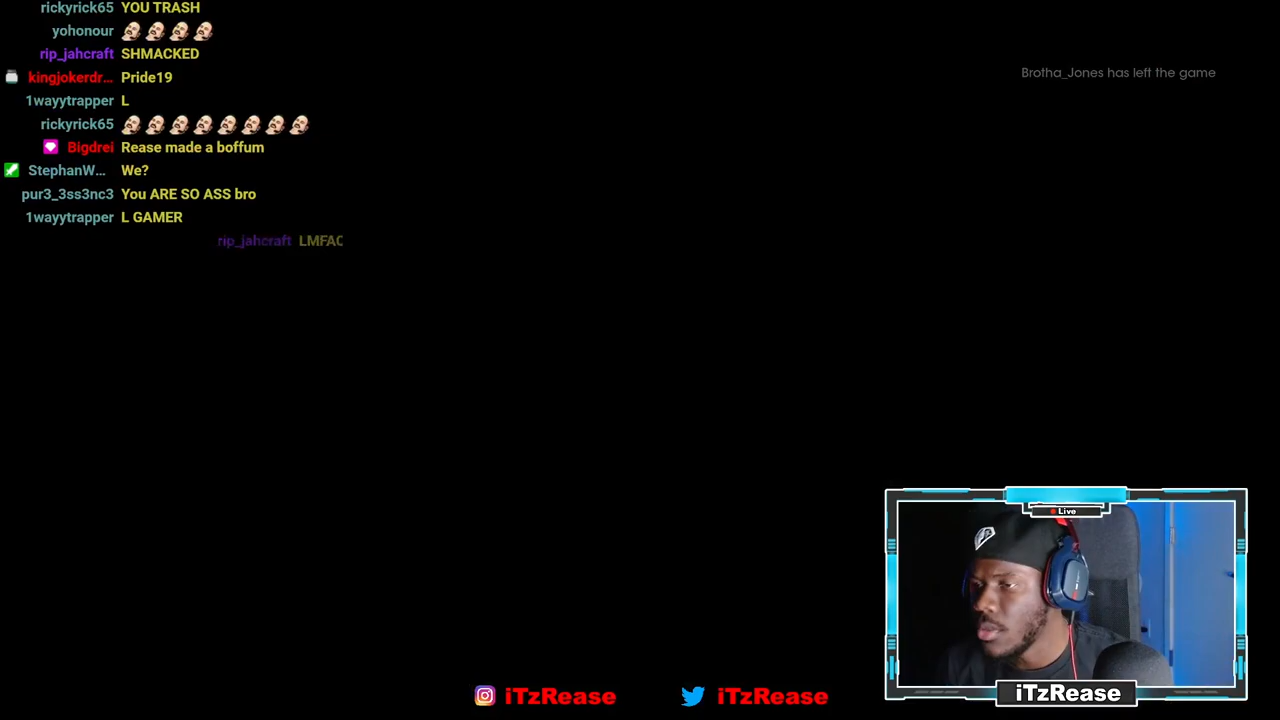 rickyrick65 YOU TRASH
yohonour
rip_jahcraft SHMACKED
kingjokerdr... Pride19
1wayytrapper L
rickyrick65
Bigdrei Rease made a boffum
StephanW... We?
pur3_3ss3nc3 You ARE SO ASS bro
1wayytrapper L GAMER
rip_jahcraft LMFAO
Brotha_Jones has left the game
Live
iTzRease
iTzRease
iTzRease